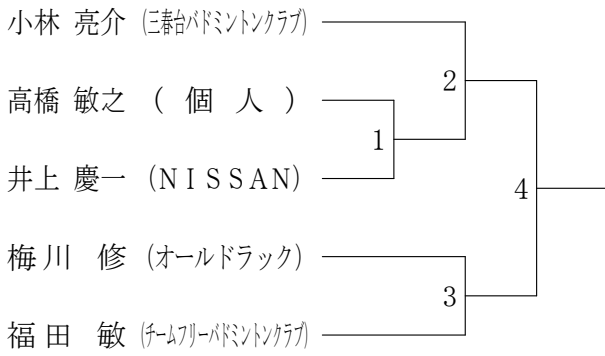 小林 亮介 (三春台バドミントンクラブ)
2
高橋 敏之 ( 個 人 )
1
井上 慶一 (NISSAN)
4
梅川 修 (オールドラック)
3
福田 敏 (チームフリーバドミントンクラブ)